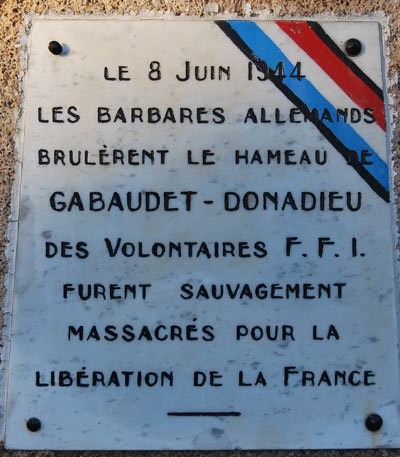 LE 8 JUIN 1944
LES BARBARES ALLEMANDS
BRULÈRENT LE HAMEAU DE
GABAUDET - DONADIEU
DES VOLONTAIRES F. F. I.
FURENT SAUVAGEMENT
MASSACRÉS POUR LA
LIBÉRATION DE LA FRANCE